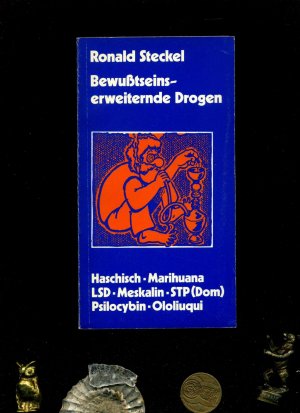 Ronald Steckel
Bewußtseins-
erweiternde Drogen
Haschisch · Marihuana
LSD · Meskalin · STP (Dom)
Psilocybin · Ololiuqui